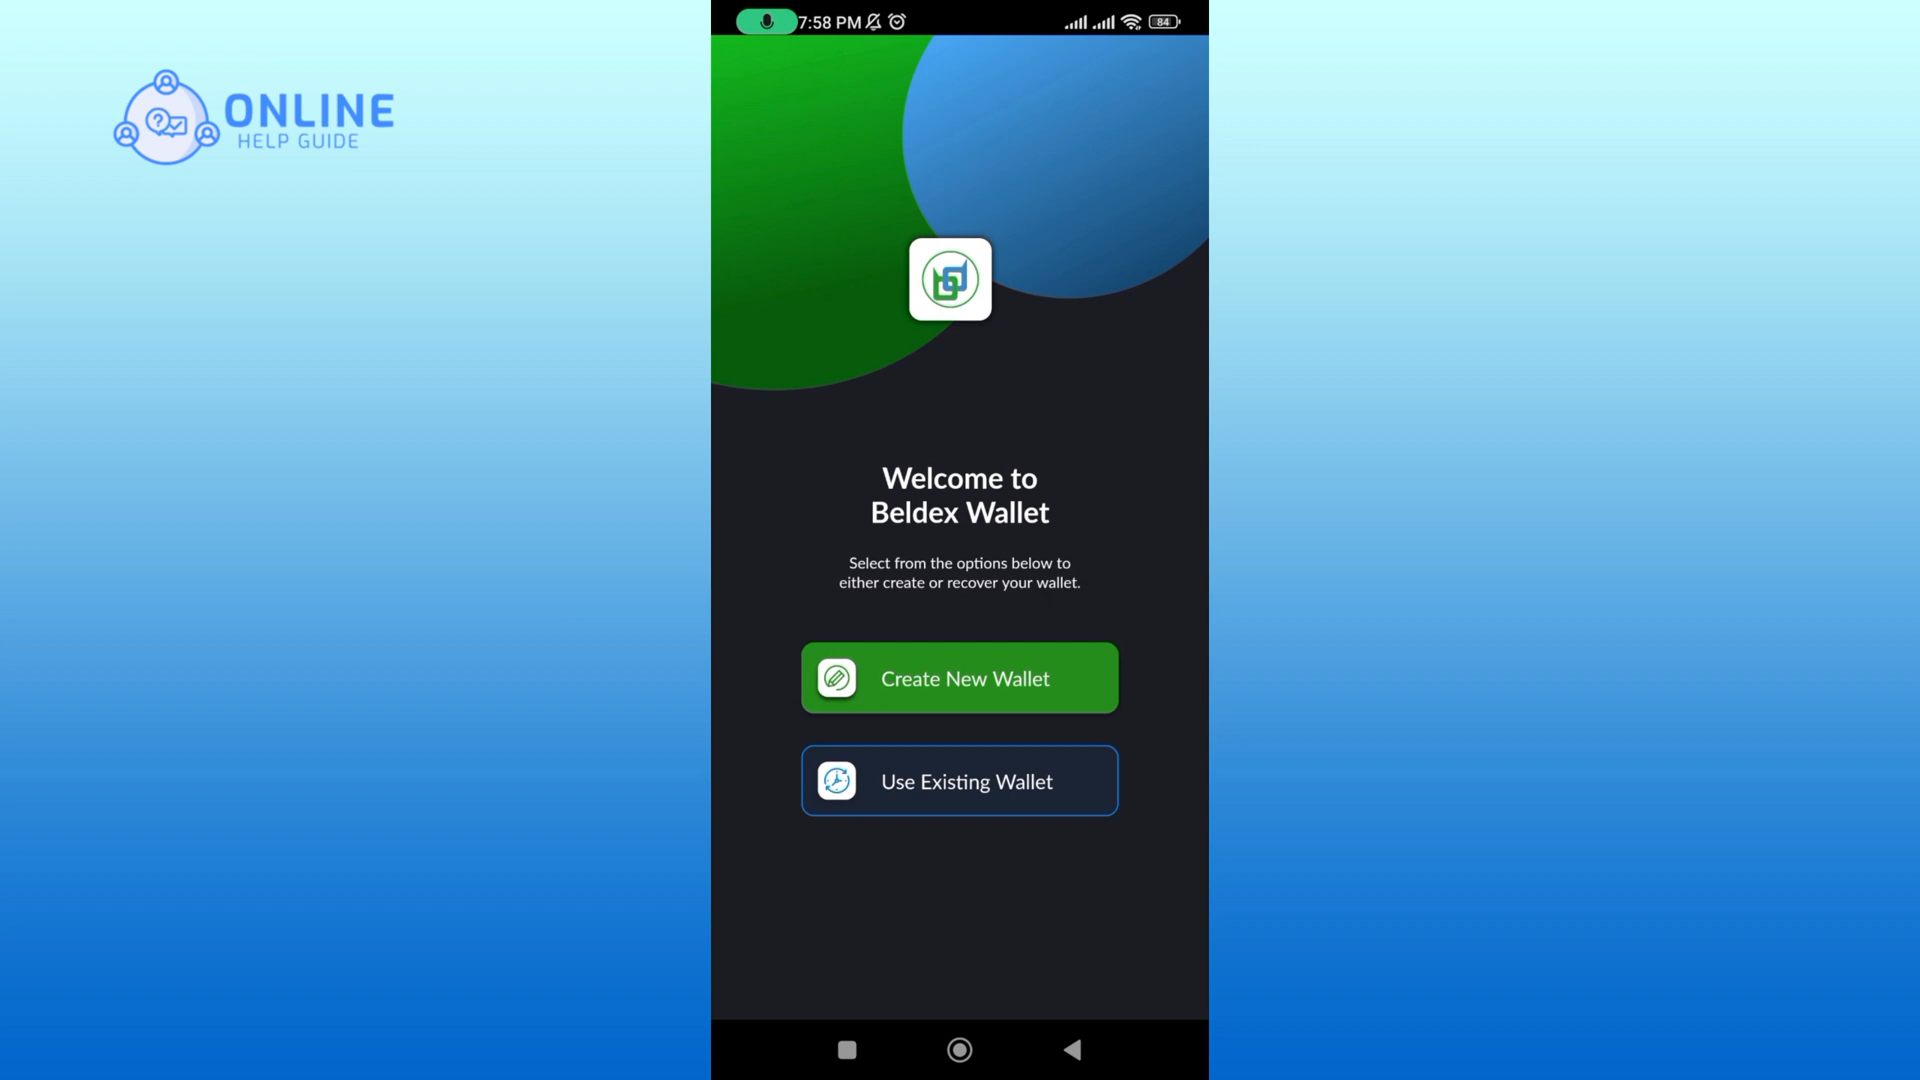 ONLINE
HELP GUIDE
7:58 PM
84
Welcome to
Beldex Wallet
Select from the options below to
either create or recover your wallet.
Create New Wallet
Use Existing Wallet